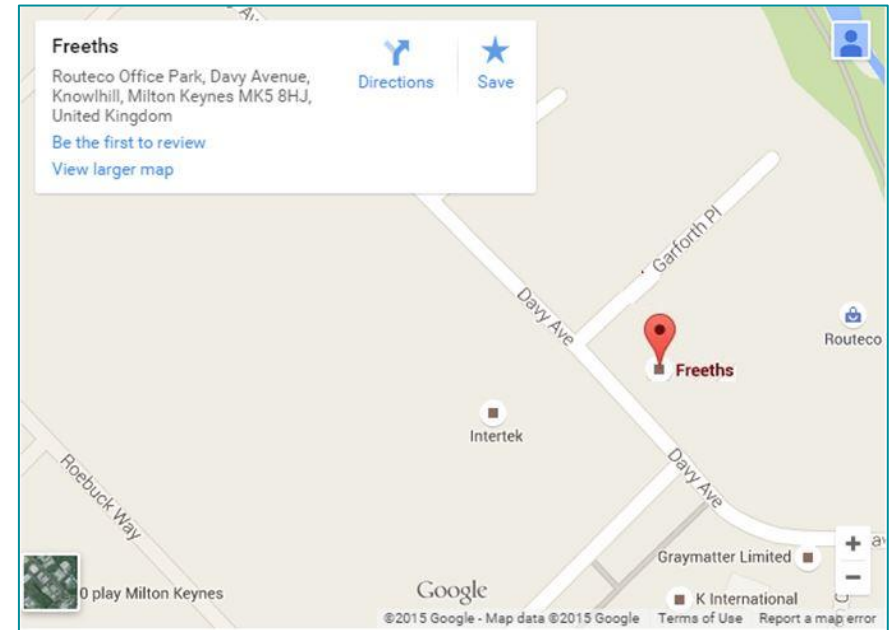 Freeths
Routeco Office Park, Davy Avenue,
Knowlhill, Milton Keynes MK5 8HJ,
United Kingdom
Be the first to review
View larger map
Directions
Save
Garforth Pl
Davy Ave
Routeco
Freeths
Intertek
Davy Ave
Roebuck Way
Graymatter Limited
+
−
0 play Milton Keynes
Google
K International
©2015 Google - Map data ©2015 Google Terms of Use Report a map error